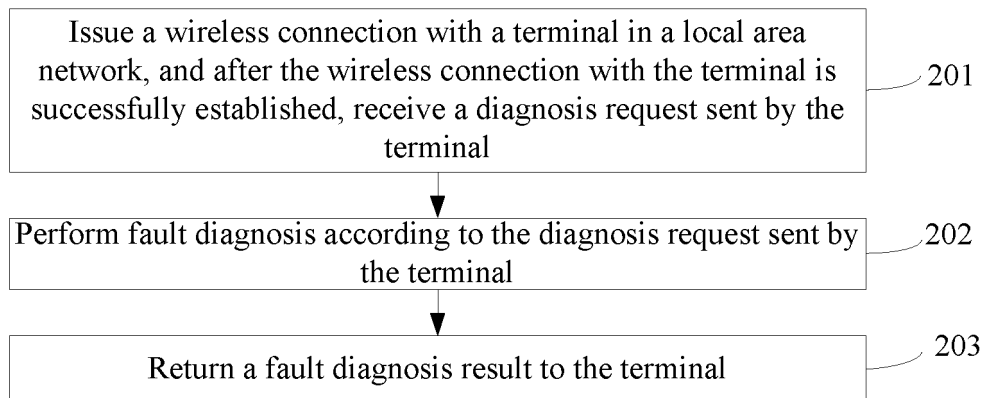 Issue a wireless connection with a terminal in a local area
network, and after the wireless connection with the terminal is
successfully established, receive a diagnosis request sent by the
terminal
201
Perform fault diagnosis according to the diagnosis request sent by
the terminal
202
Return a fault diagnosis result to the terminal
203